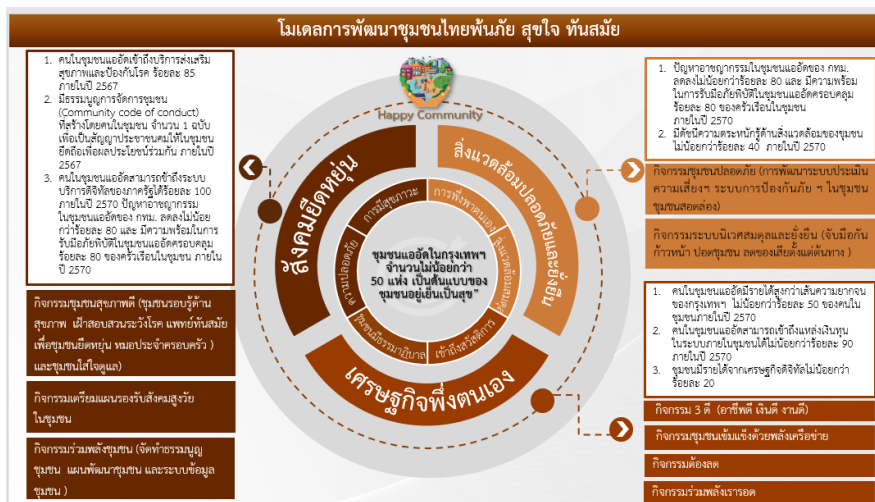 โมเดลการพัฒนาชุมชนไทยพ้นภัย สุขใจ ทันสมัย
1. คนในชุมชนแออัดเข้าถึงบริการส่งเสริม
สุขภาพและป้องกันโรค ร้อยละ 85
ภายในปี 2567
2. มีธรรมนูญการจัดการชุมชน
(Community code of conduct)
ที่สร้างโดยคนในชุมชน จำนวน 1 ฉบับ
เพื่อเป็นสัญญาประชาชนคมให้ในชุมชน
ยึดถือเพื่อผลประโยชน์ร่วมกัน ภายในปี
2567
3. คนในชุมชนแออัดสามารถเข้าถึงระบบ
บริการดิจิทัลของภาครัฐได้ร้อยละ 100
ภายในปี 2570 ปัญหาอาชญากรรม
ในชุมชนแออัดของ กทม. ลดลงไม่น้อย
กว่าร้อยละ 80 และ มีความพร้อมในการ
รับมือภัยพิบัติในชุมชนแออัดครอบคลุม
ร้อยละ 80 ของครัวเรือนในชุมชน ภายใน
ปี 2570
กิจกรรมชุมชนสุขภาพดี (ชุมชนรอบรู้ด้าน
สุขภาพ เฝ้าสอบสวนระวังโรค แพทย์ทันสมัย
เพื่อชุมชนยืดหยุ่น หมอประจำครอบครัว )
และชุมชนใส่ใจดูแล)
กิจกรรมเตรียมแผนรองรับสังคมสูงวัย
ในชุมชน
กิจกรรมร่วมพลังชุมชน (จัดทำธรรมนูญ
ชุมชน แผนพัฒนาชุมชน และระบบข้อมูล
ชุมชน )
Happy Community
สังคมยืดหยุ่น
สิ่งแวดล้อมปลอดภัยและยั่งยืน
เศรษฐกิจพึ่งตนเอง
การมีสุขภาวะ
การพึ่งพาตนเอง
สิ่งแวดล้อมสมดุล
เข้าถึงสวัสดิการ
ชุมชนมีธรรมาภิบาล
ความปลอดภัย
ชุมชนแออัดในกรุงเทพฯ
จำนวนไม่น้อยกว่า
50 แห่ง เป็นต้นแบบของ
ชุมชนอยู่เย็นเป็นสุข”
1. ปัญหาอาชญากรรมในชุมชนแออัดของ กทม.
ลดลงไม่น้อยกว่าร้อยละ 80 และ มีความพร้อม
ในการรับมือภัยพิบัติในชุมชนแออัดครอบคลุม
ร้อยละ 80 ของครัวเรือนในชุมชน
ภายในปี 2570
2. มีดัชนีความตระหนักรู้ด้านสิ่งแวดล้อมของชุมชน
ไม่น้อยกว่าร้อยละ 40 ภายในปี 2570
กิจกรรมชุมชนปลอดภัย (การพัฒนาระบบประเมิน
ความเสี่ยงฯ ระบบการป้องกันภัย ฯ ในชุมชน
ชุมชนสอดส่อง)
กิจกรรมระบบนิเวศสมดุลและยั่งยืน (จับมือกัน
ก้าวหน้า ปอดชุมชน ลดของเสียตั้งแต่ต้นทาง )
1. คนในชุมชนแออัดมีรายได้สูงกว่าเส้นความยากจน
ของกรุงเทพฯ ไม่น้อยกว่าร้อยละ 50 ของคนใน
ชุมชนภายในปี 2570
2. คนในชุมชนแออัดสามารถเข้าถึงแหล่งเงินทุน
ในระบบภายในชุมชนได้ไม่น้อยกว่าร้อยละ 90
ภายในปี 2570
3. ชุมชนมีรายได้จากเศรษฐกิจดิจิทัลไม่น้อยกว่า
ร้อยละ 20
กิจกรรม 3 ดี (อาชีพดี เงินดี งานดี)
กิจกรรมชุมชนเข้มแข็งด้วยพลังเครือข่าย
กิจกรรมต้องลด
กิจกรรมร่วมพลังเรารอด